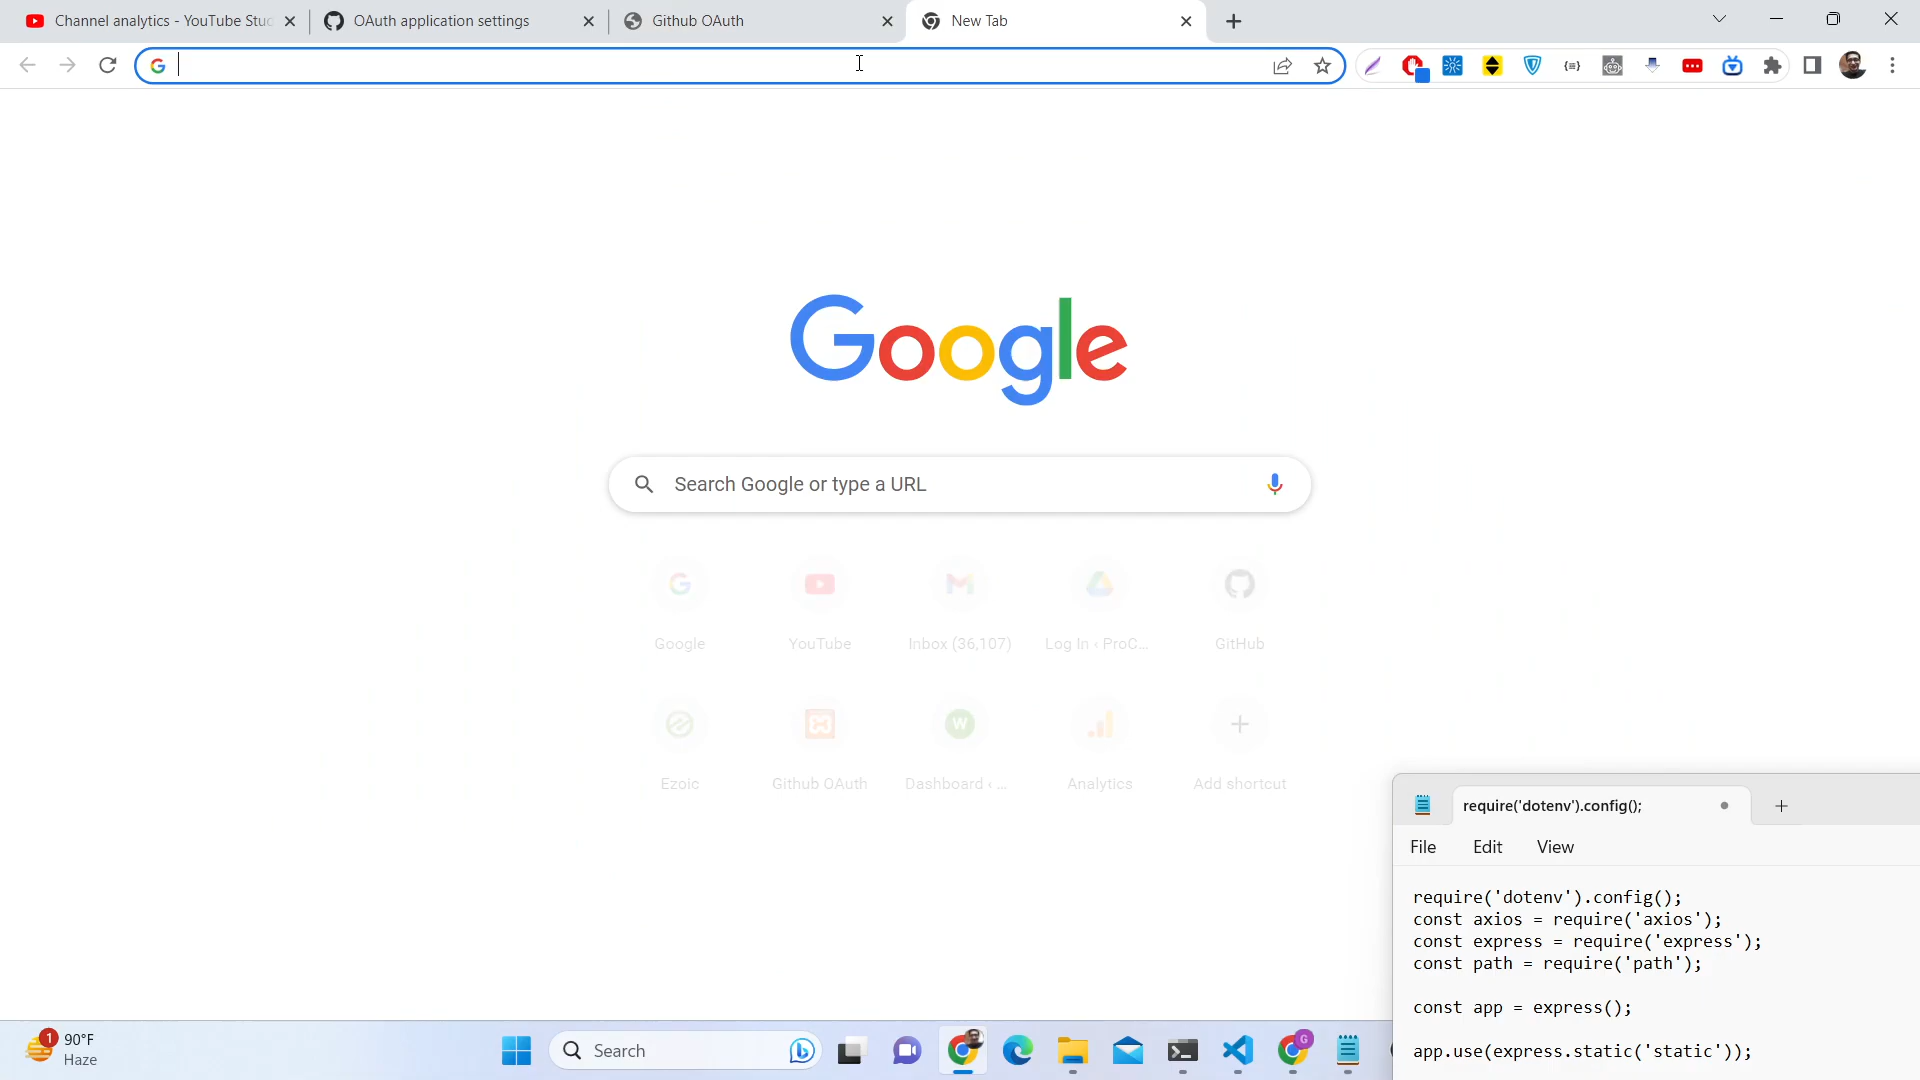 Channel analytics - YouTube Stu
OAuth application settings
Github OAuth
New Tab
Google
Search Google or type a URL
Google
YouTube
Inbox (36,107)
Log In ‹ ProC...
GitHub
Ezoic
Github OAuth
Dashboard ‹ ...
Analytics
Add shortcut
require('dotenv').config();
File
Edit
View
require('dotenv').config();
const axios = require('axios');
const express = require('express');
const path = require('path');
const app = express();
app.use(express.static('static'));
1
90°F
Haze
Search